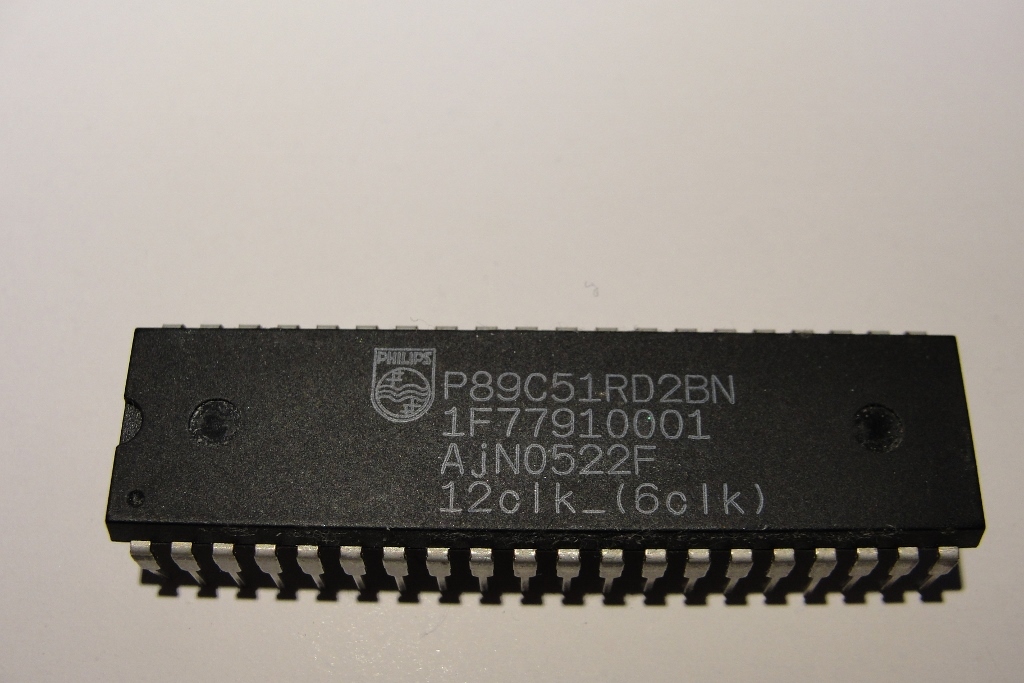 PHILIPS
P89C51RD2BN
1F77910001
AjN0522F
12clk_(6clk)